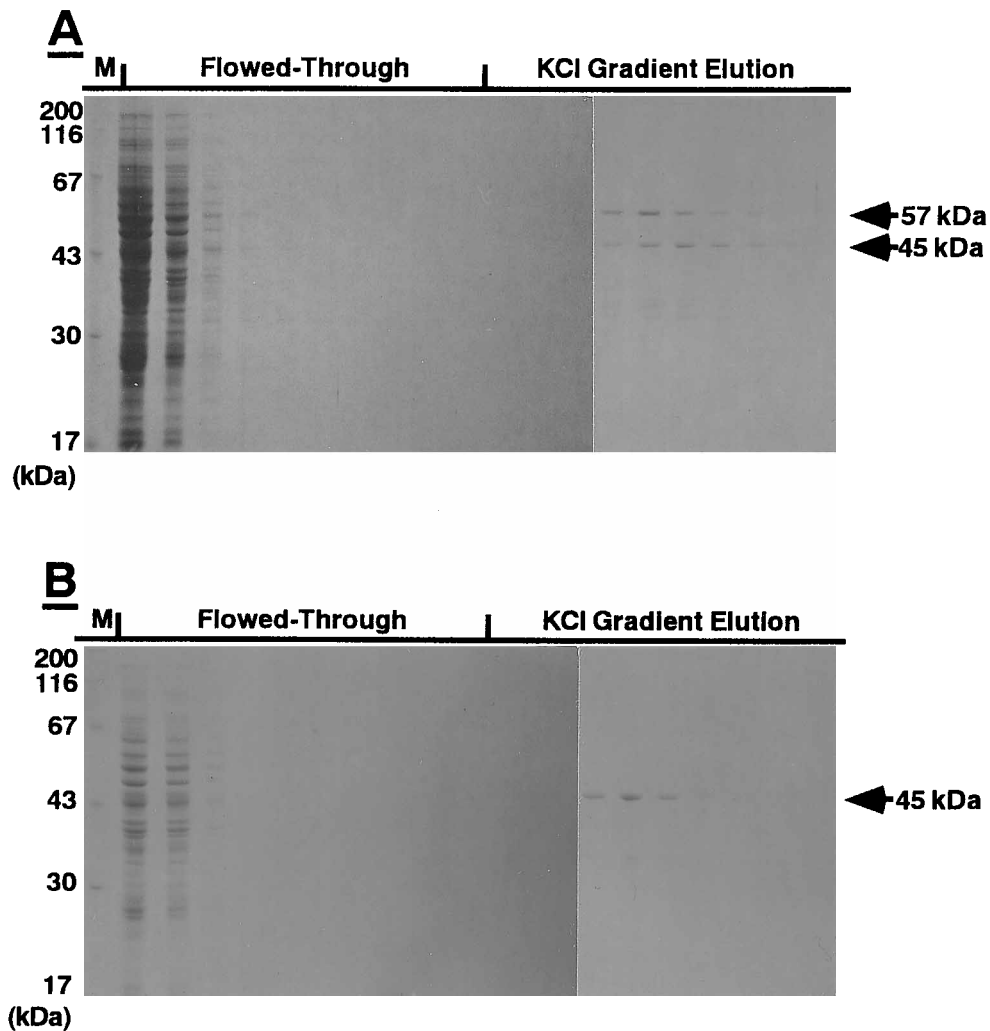 A
M Flowed-Through KCl Gradient Elution
200
116
67
43
30
17
(kDa)
57 kDa
45 kDa
B
M Flowed-Through KCl Gradient Elution
200
116
67
43
30
17
(kDa)
45 kDa